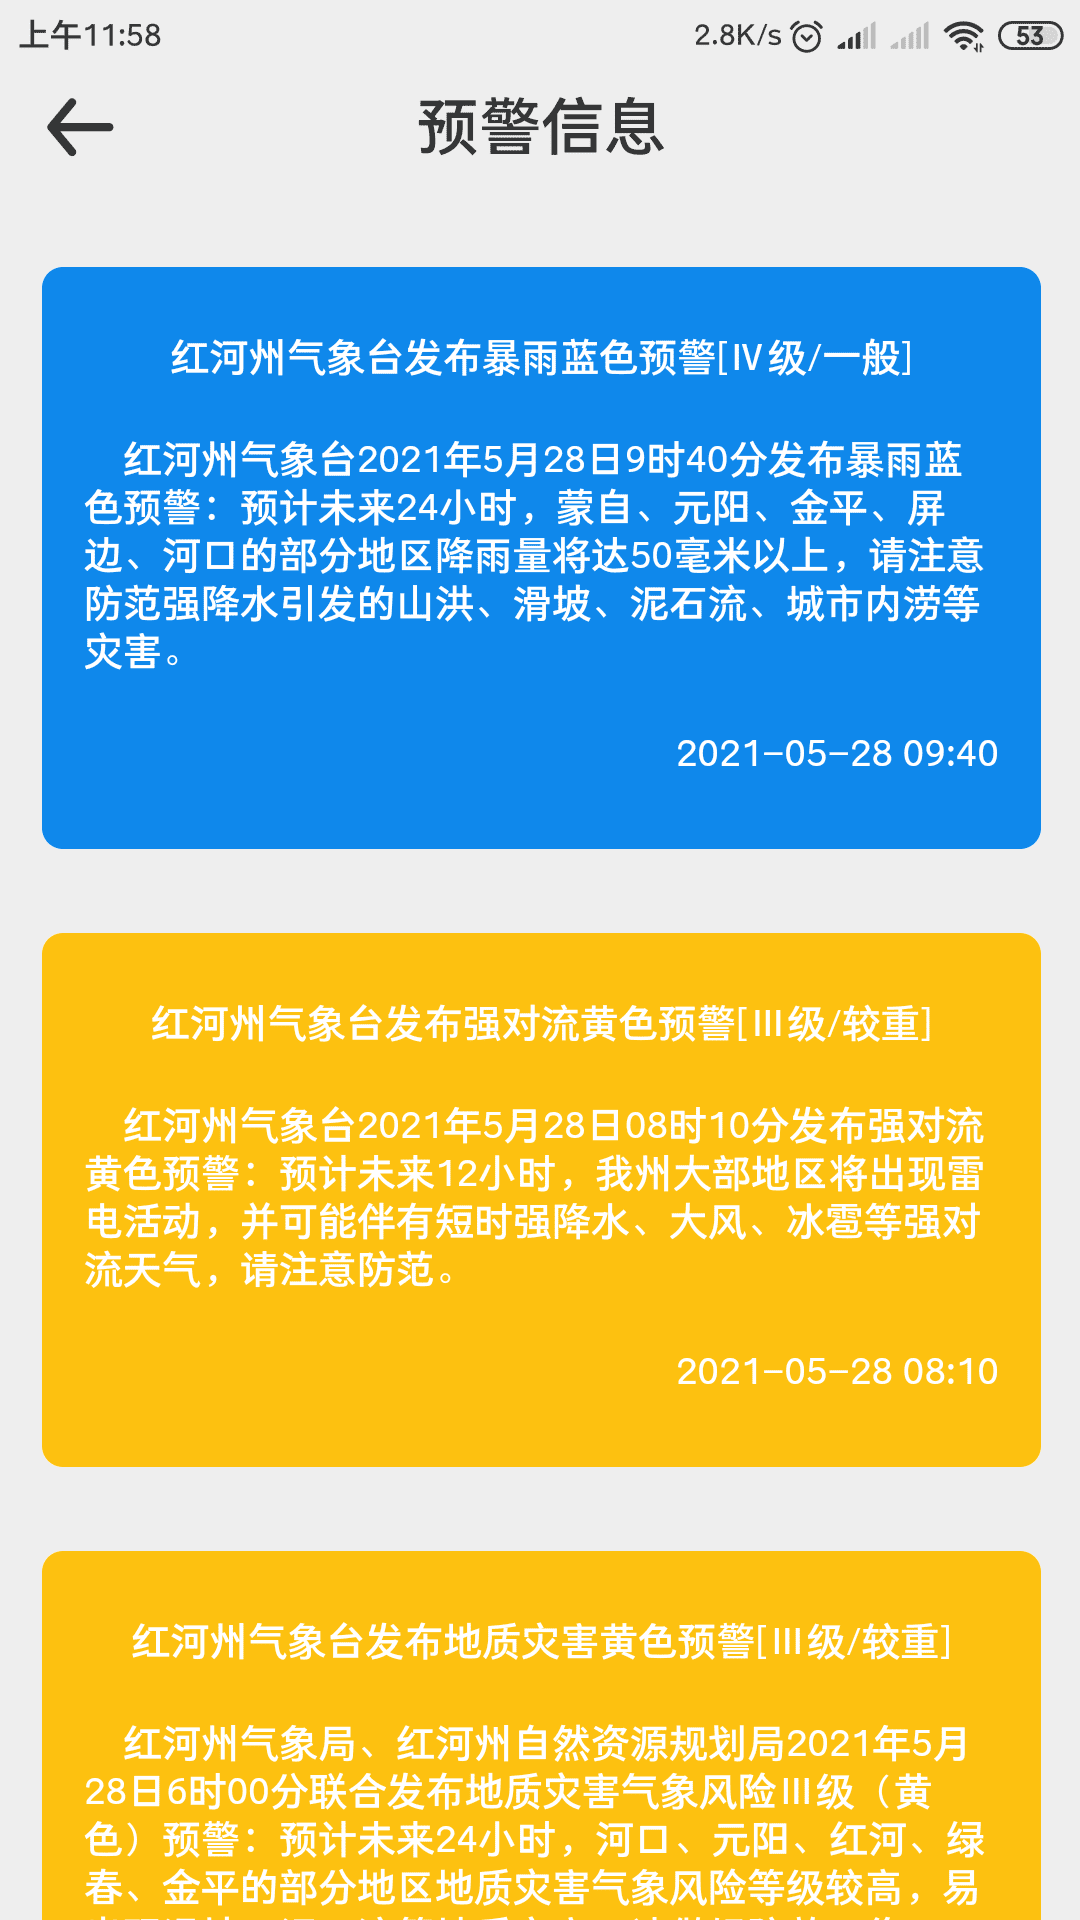 上午11:58
2.8K/s
53
预警信息
红河州气象台发布暴雨蓝色预警[Ⅳ级/一般]
红河州气象台2021年5月28日9时40分发布暴雨蓝
色预警：预计未来24小时，蒙自、元阳、金平、屏
边、河口的部分地区降雨量将达50毫米以上，请注意
防范强降水引发的山洪、滑坡、泥石流、城市内涝等
灾害。
2021-05-28 09:40
红河州气象台发布强对流黄色预警[Ⅲ级/较重]
红河州气象台2021年5月28日08时10分发布强对流
黄色预警：预计未来12小时，我州大部地区将出现雷
电活动，并可能伴有短时强降水、大风、冰雹等强对
流天气，请注意防范。
2021-05-28 08:10
红河州气象台发布地质灾害黄色预警[Ⅲ级/较重]
红河州气象局、红河州自然资源规划局2021年5月
28日6时00分联合发布地质灾害气象风险Ⅲ级（黄
色）预警：预计未来24小时，河口、元阳、红河、绿
春、金平的部分地区地质灾害气象风险等级较高，易